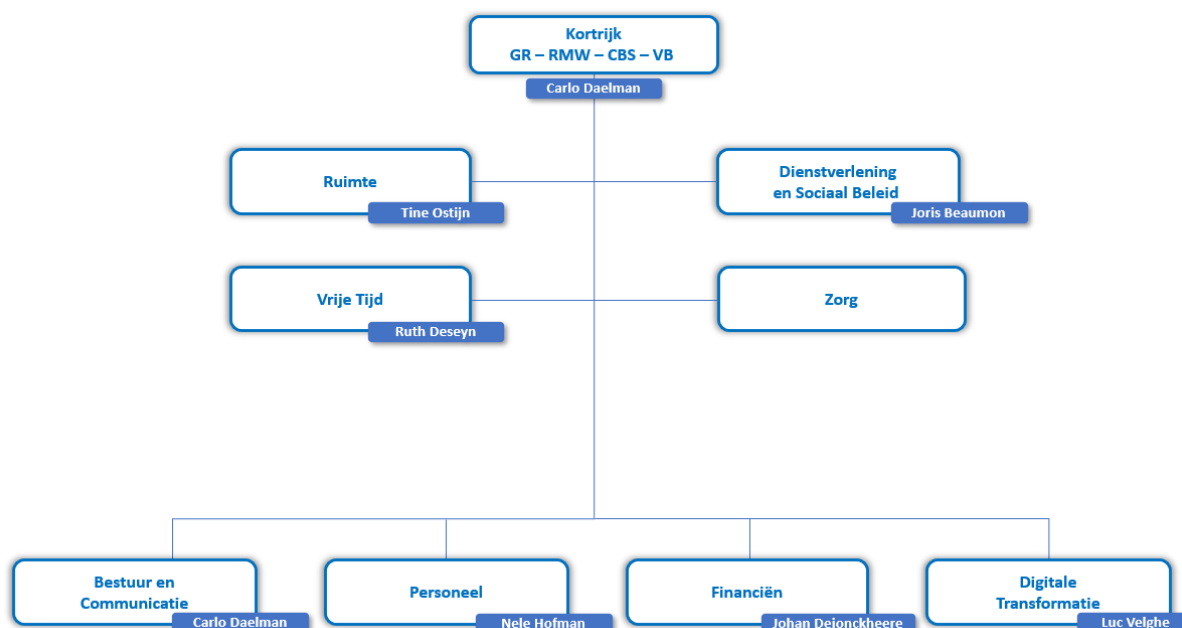 Kortrijk
GR – RMW – CBS – VB
Carlo Daelman
Ruimte
Tine Ostijn
Dienstverlening
en Sociaal Beleid
Joris Beaumon
Vrije Tijd
Ruth Deseyn
Zorg
Bestuur en
Communicatie
Carlo Daelman
Personeel
Nele Hofman
Financiën
Johan Dejonckheere
Digitale
Transformatie
Luc Velghe